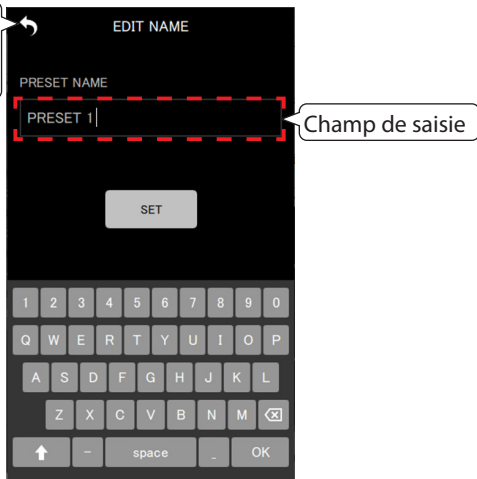 EDIT NAME
PRESET NAME
PRESET 1
Champ de saisie
SET
1 2 3 4 5 6 7 8 9 0
Q W E R T Y U I O P
A S D F G H J K L
Z X C V B N M
- space _ OK